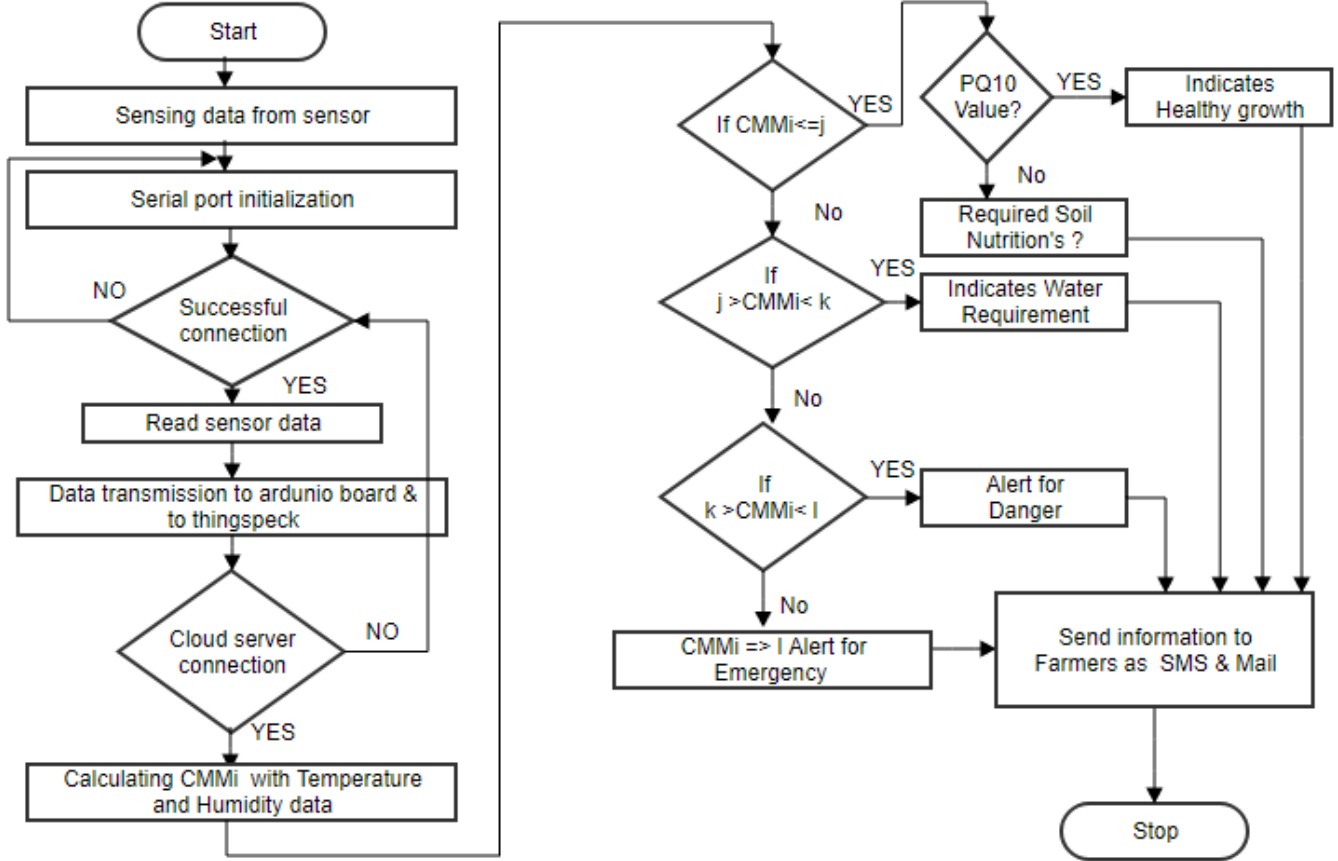 Start
Sensing data from sensor
Serial port initialization
NO
Successful
connection
YES
Read sensor data
Data transmission to ardunio board &
to thingspeck
Cloud server
connection
NO
YES
Calculating CMMi with Temperature
and Humidity data
If CMMi<=j
YES
No
PQ10
Value?
YES
Indicates
Healthy growth
No
Required Soil
Nutrition's ?
If
j >CMMi< k
YES
Indicates Water
Requirement
No
If
k >CMMi< l
YES
Alert for
Danger
No
CMMi => l Alert for
Emergency
Send information to
Farmers as SMS & Mail
Stop